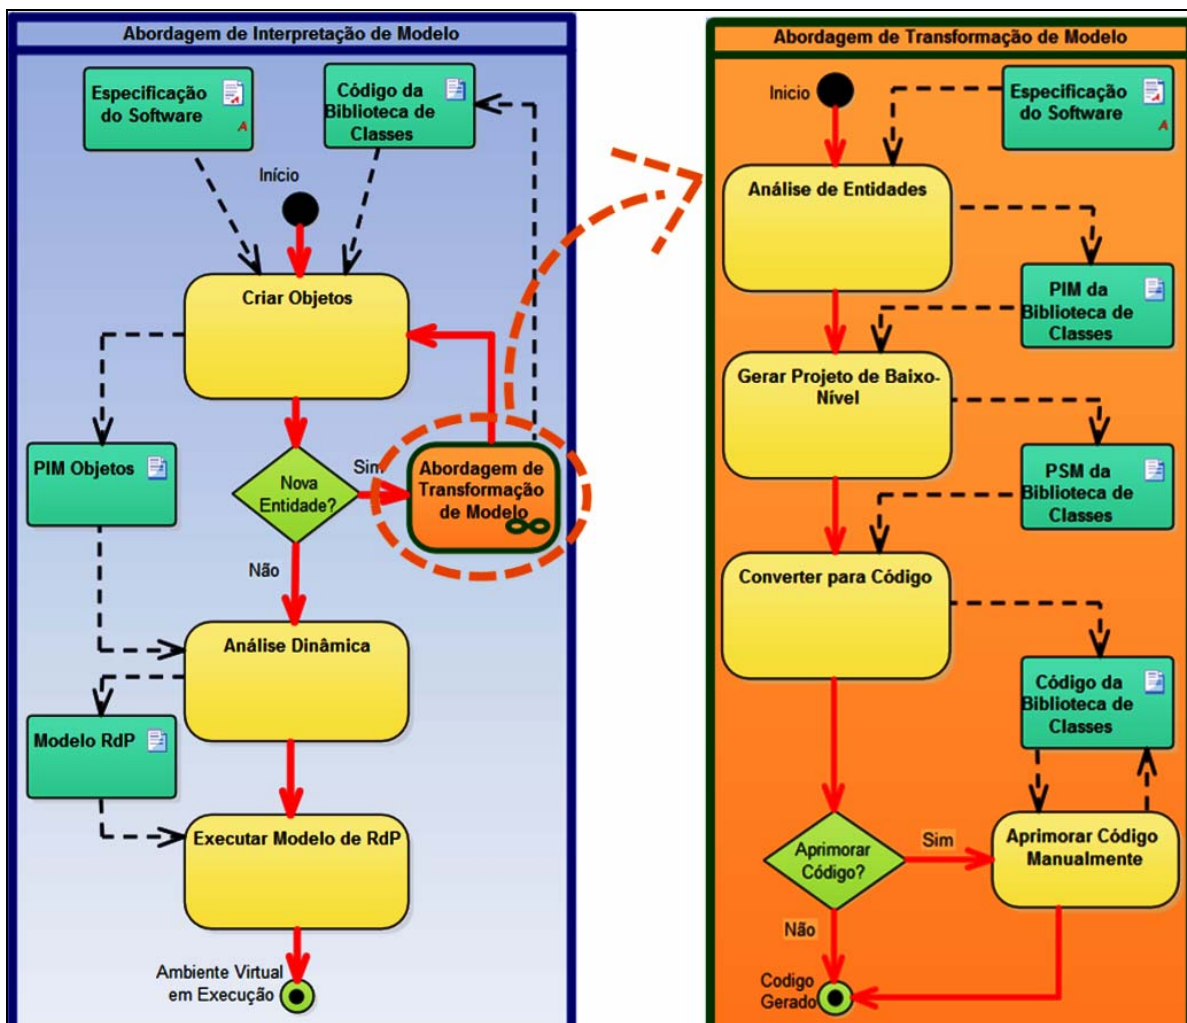 Abordagem de Interpretação de Modelo
Especificação
do Software
A
Código da
Biblioteca de
Classes
Início
Criar Objetos
PIM Objetos
Nova
Entidade?
Sim
Abordagem de
Transformação
de Modelo
Não
Análise Dinâmica
Modelo RdP
Executar Modelo de RdP
Ambiente Virtual
em Execução
Abordagem de Transformação de Modelo
Inicio
Especificação
do Software
A
Análise de Entidades
PIM da
Biblioteca de
Classes
Gerar Projeto de Baixo-
Nível
PSM da
Biblioteca de
Classes
Converter para Código
Código da
Biblioteca de
Classes
Aprimorar
Código?
Sim
Aprimorar Código
Manualmente
Não
Codigo
Gerado